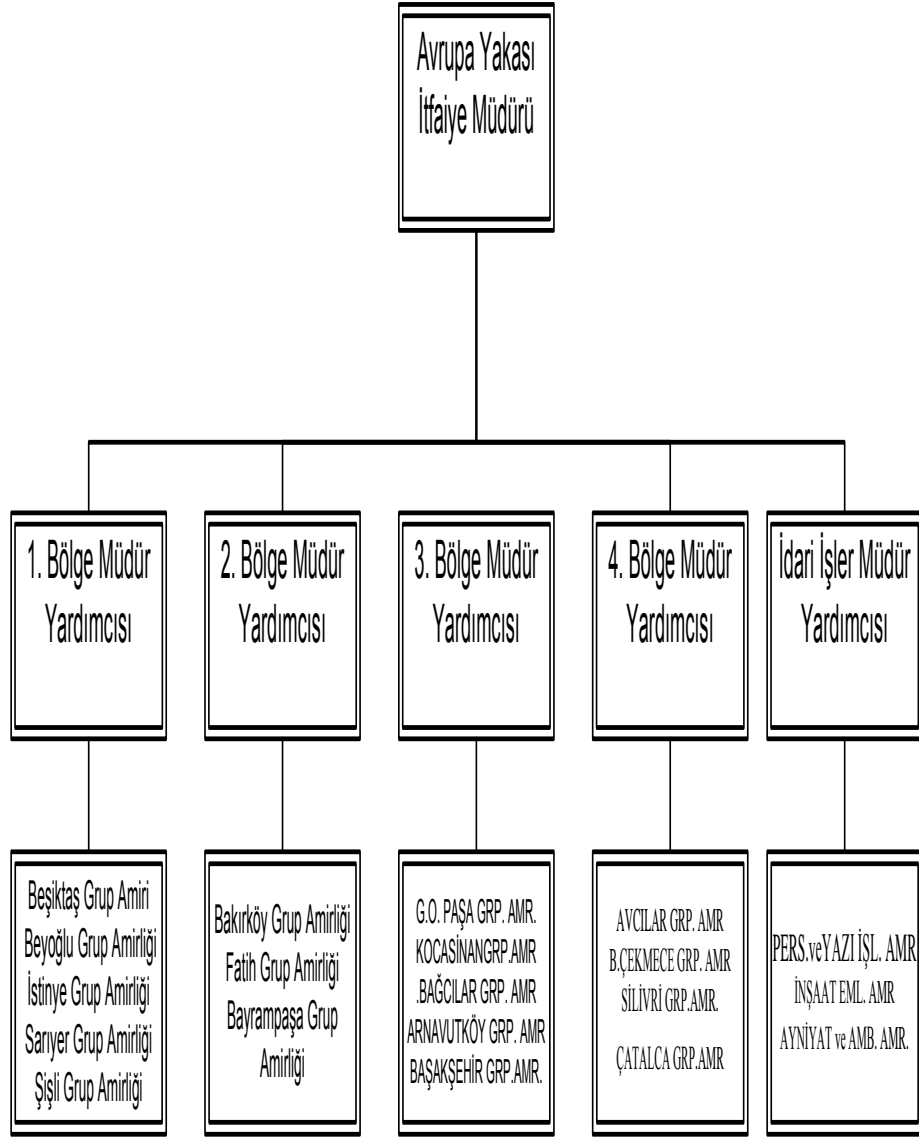 Avrupa Yakası
İtfaiye Müdürü
1. Bölge Müdür
Yardımcısı
2. Bölge Müdür
Yardımcısı
3. Bölge Müdür
Yardımcısı
4. Bölge Müdür
Yardımcısı
İdari İşler Müdür
Yardımcısı
Beşiktaş Grup Amiri
Beyoğlu Grup Amirliği
İstinye Grup Amirliği
Sarıyer Grup Amirliği
Şişli Grup Amirliği
Bakırköy Grup Amirliği
Fatih Grup Amirliği
Bayrampaşa Grup
Amirliği
G.O. PAŞA GRP. AMR.
KOCASİNANGRP.AMR
.BAĞCILAR GRP. AMR
ARNAVUTKÖY GRP. AMR
BAŞAKŞEHİR GRP.AMR.
AVCILAR GRP. AMR
B.ÇEKMECE GRP. AMR
SİLİVRİ GRP.AMR.
ÇATALCA GRP.AMR
PERS.veYAZI İŞL. AMR
İNŞAAT EML. AMR
AYNİYAT ve AMB. AMR.